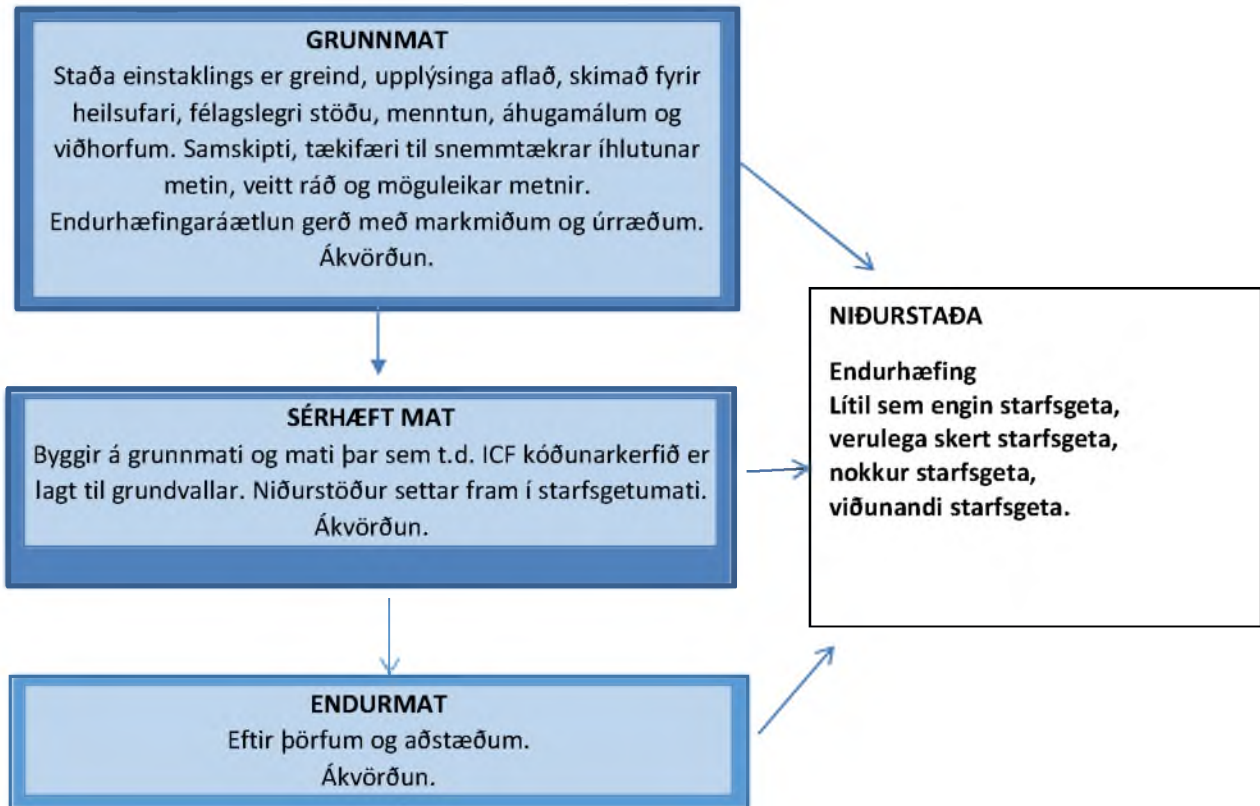 GRUNNMAT
Staða einstaklings er greind, upplýsinga aflað, skimað fyrir
heilsufari, félagslegri stöðu, menntun, áhugamálum og
viðhorfum. Samskipti, tækifæri til snemmtækrar íhlutunar
metin, veitt ráð og möguleikar metnir.
Endurhæfingaráætlun gerð með markmiðum og úrræðum.
Ákvörðun.
SÉRHÆFT MAT
Byggir á grunnmati og mati þar sem t.d. ICF kóðunarkerfið er
lagt til grundvallar. Niðurstöður settar fram í starfsgetumati.
Ákvörðun.
ENDURMAT
Eftir þörfum og aðstæðum.
Ákvörðun.
NIÐURSTAÐA
Endurhæfing
Lítil sem engin starfsgeta,
verulega skert starfsgeta,
nokkur starfsgeta,
viðunandi starfsgeta.